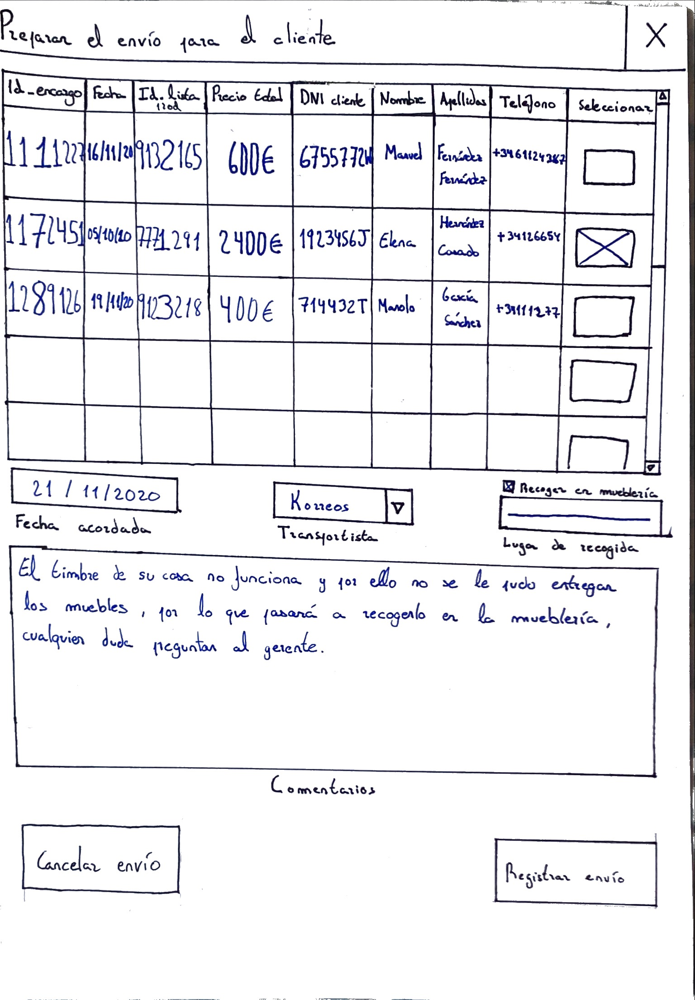 Preparar el envío para el cliente X
Id_encargo Fecha Id. lista prod Precio total DNI cliente Nombre Apellidos Teléfono Seleccionar
1111227 16/11/20 9132165 600€ 6755772W Manuel Fernández Fernández
1172451 05/10/20 7771291 2400€ 1923456J Elena Hernández Casado +34126654
1289126 19/11/20 9123218 400€ 714432T Manolo García Sánchez +34111277
21 / 11/2020
Fecha acordada
Korreos
Transportista
Recoger en mueblería
Lugar de recogida
El timbre de su casa no funciona y por ello no se le pudo entregar
los muebles, por lo que pasará a recogerlo en la mueblería,
cualquier duda preguntar al gerente.
Comentarios
Cancelar envío
Registrar envío